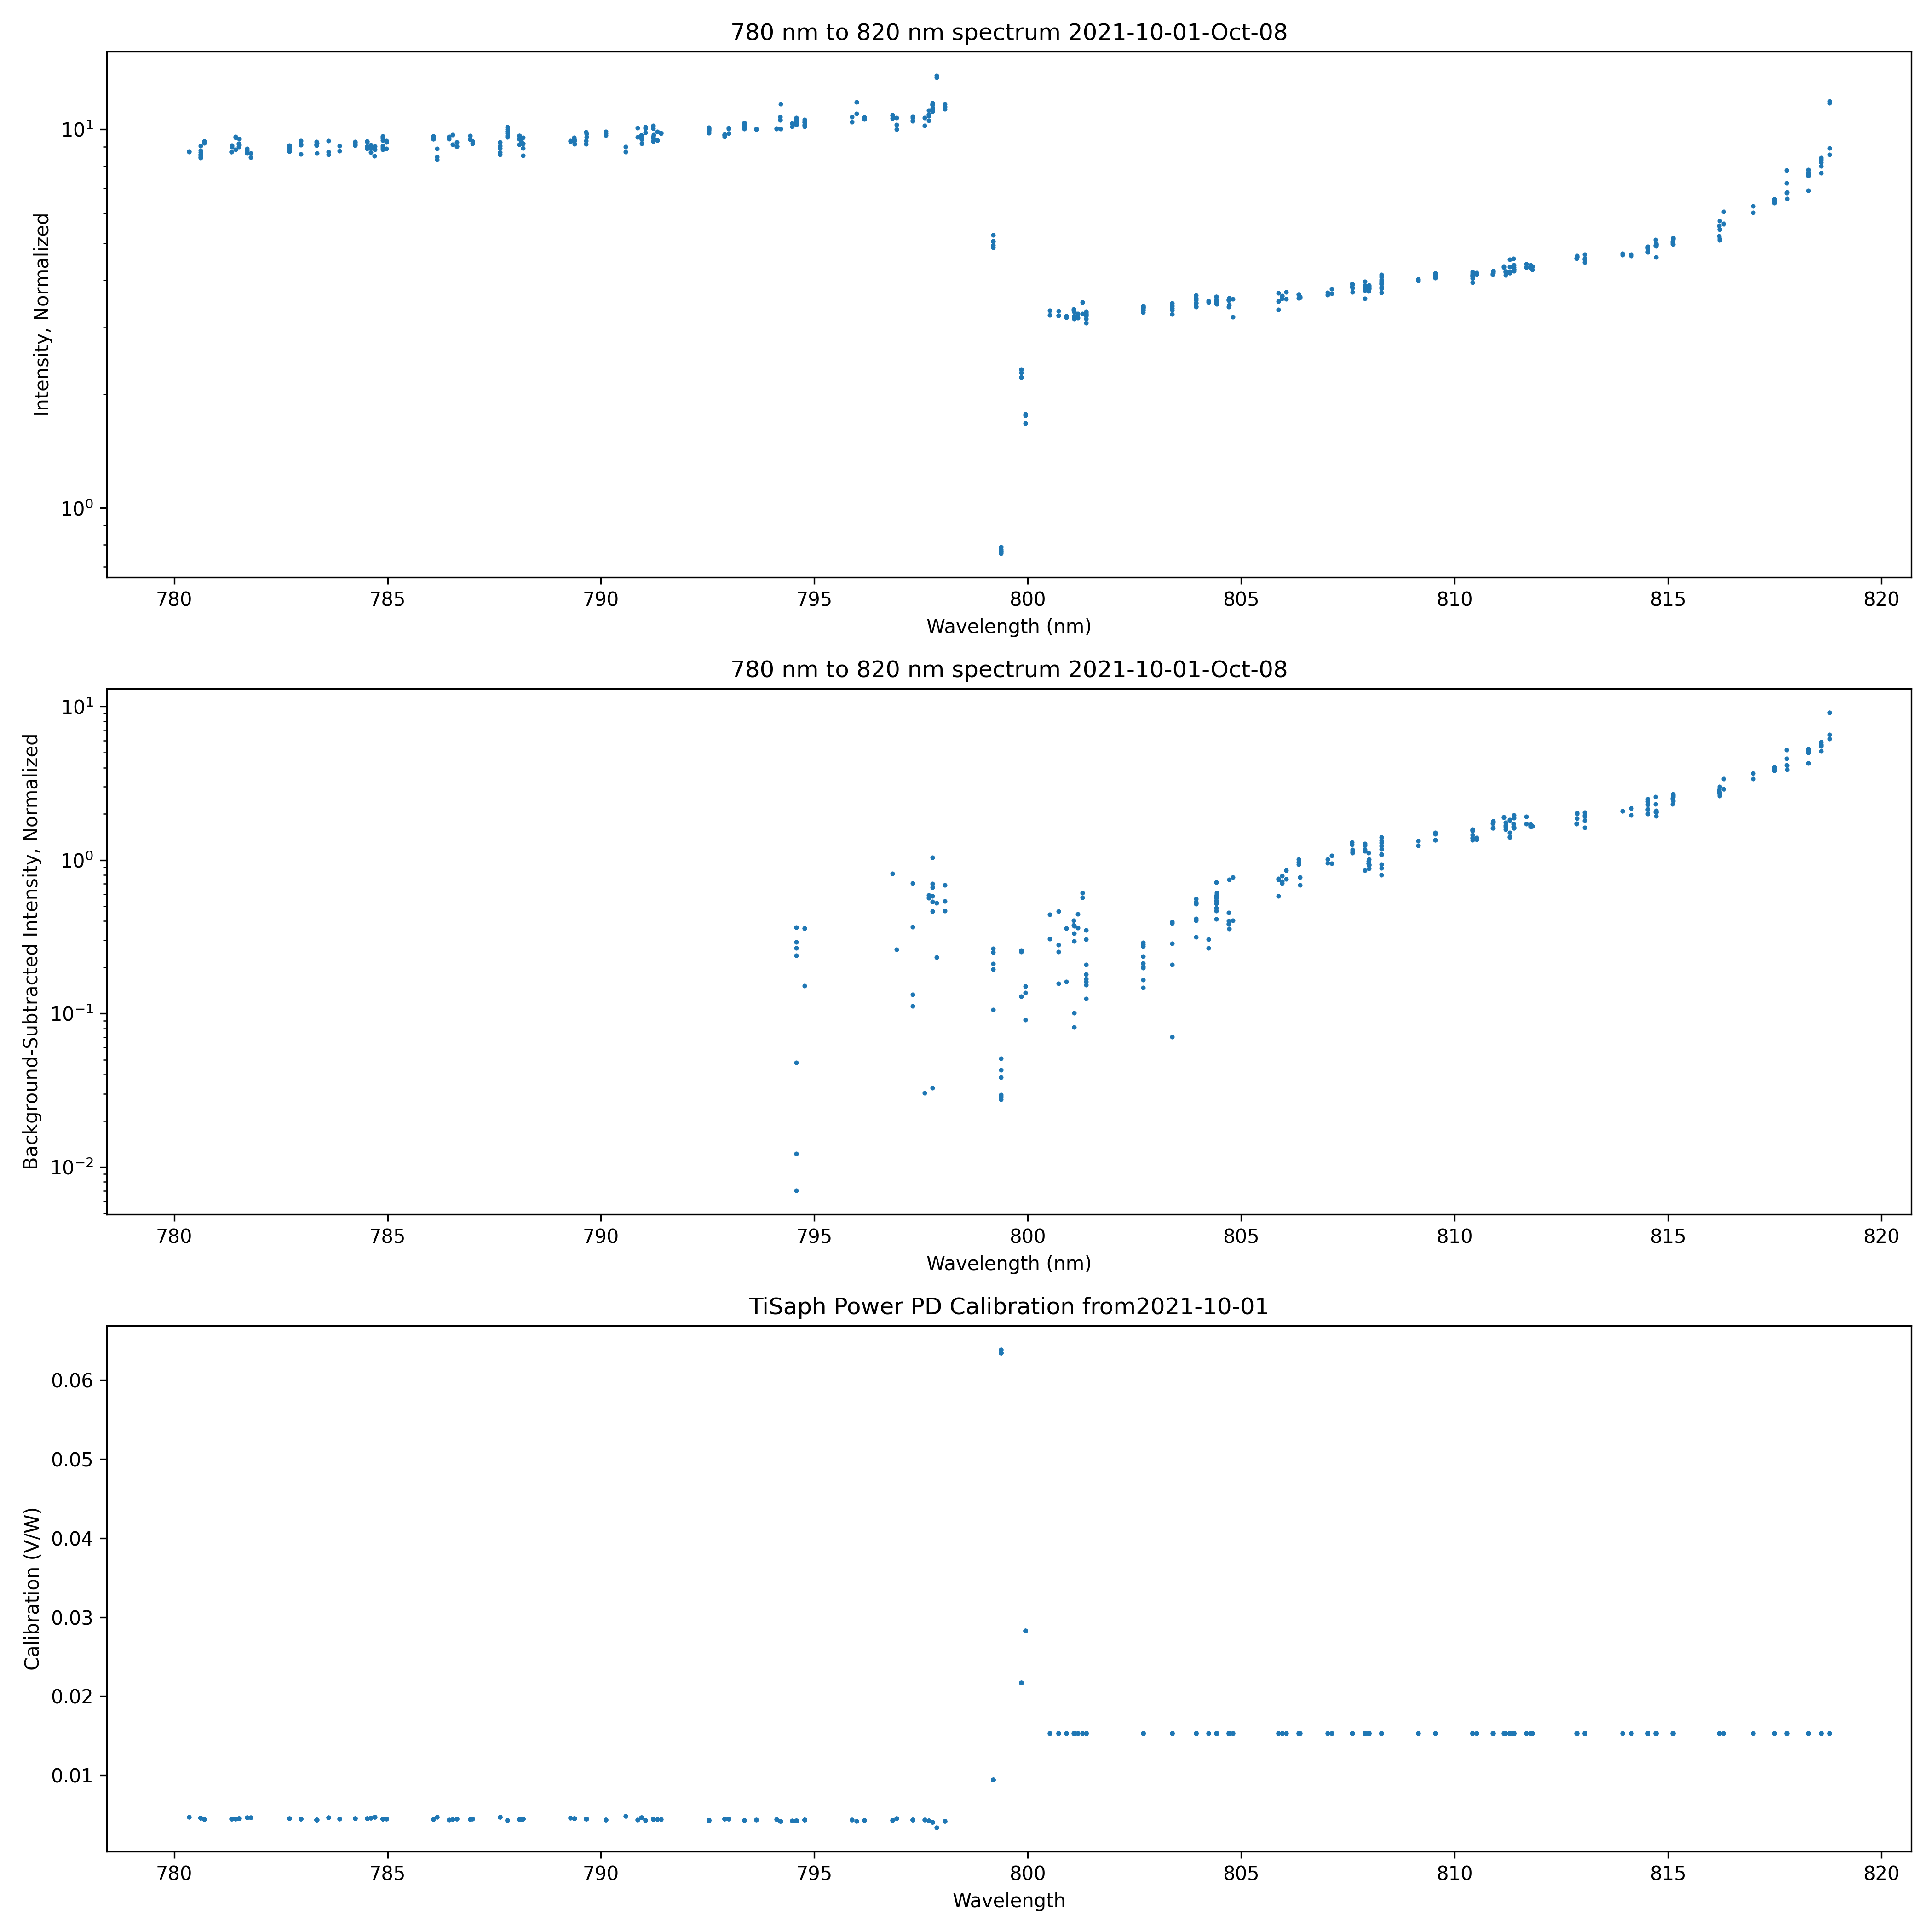 780 nm to 820 nm spectrum 2021-10-01-Oct-08
Intensity, Normalized
10¹
10⁰
780 785 790 795 800 805 810 815 820
Wavelength (nm)
780 nm to 820 nm spectrum 2021-10-01-Oct-08
Background-Subtracted Intensity, Normalized
10¹
10⁰
10⁻¹
10⁻²
780 785 790 795 800 805 810 815 820
Wavelength (nm)
TiSaph Power PD Calibration from2021-10-01
Calibration (V/W)
0.06
0.05
0.04
0.03
0.02
0.01
780 785 790 795 800 805 810 815 820
Wavelength